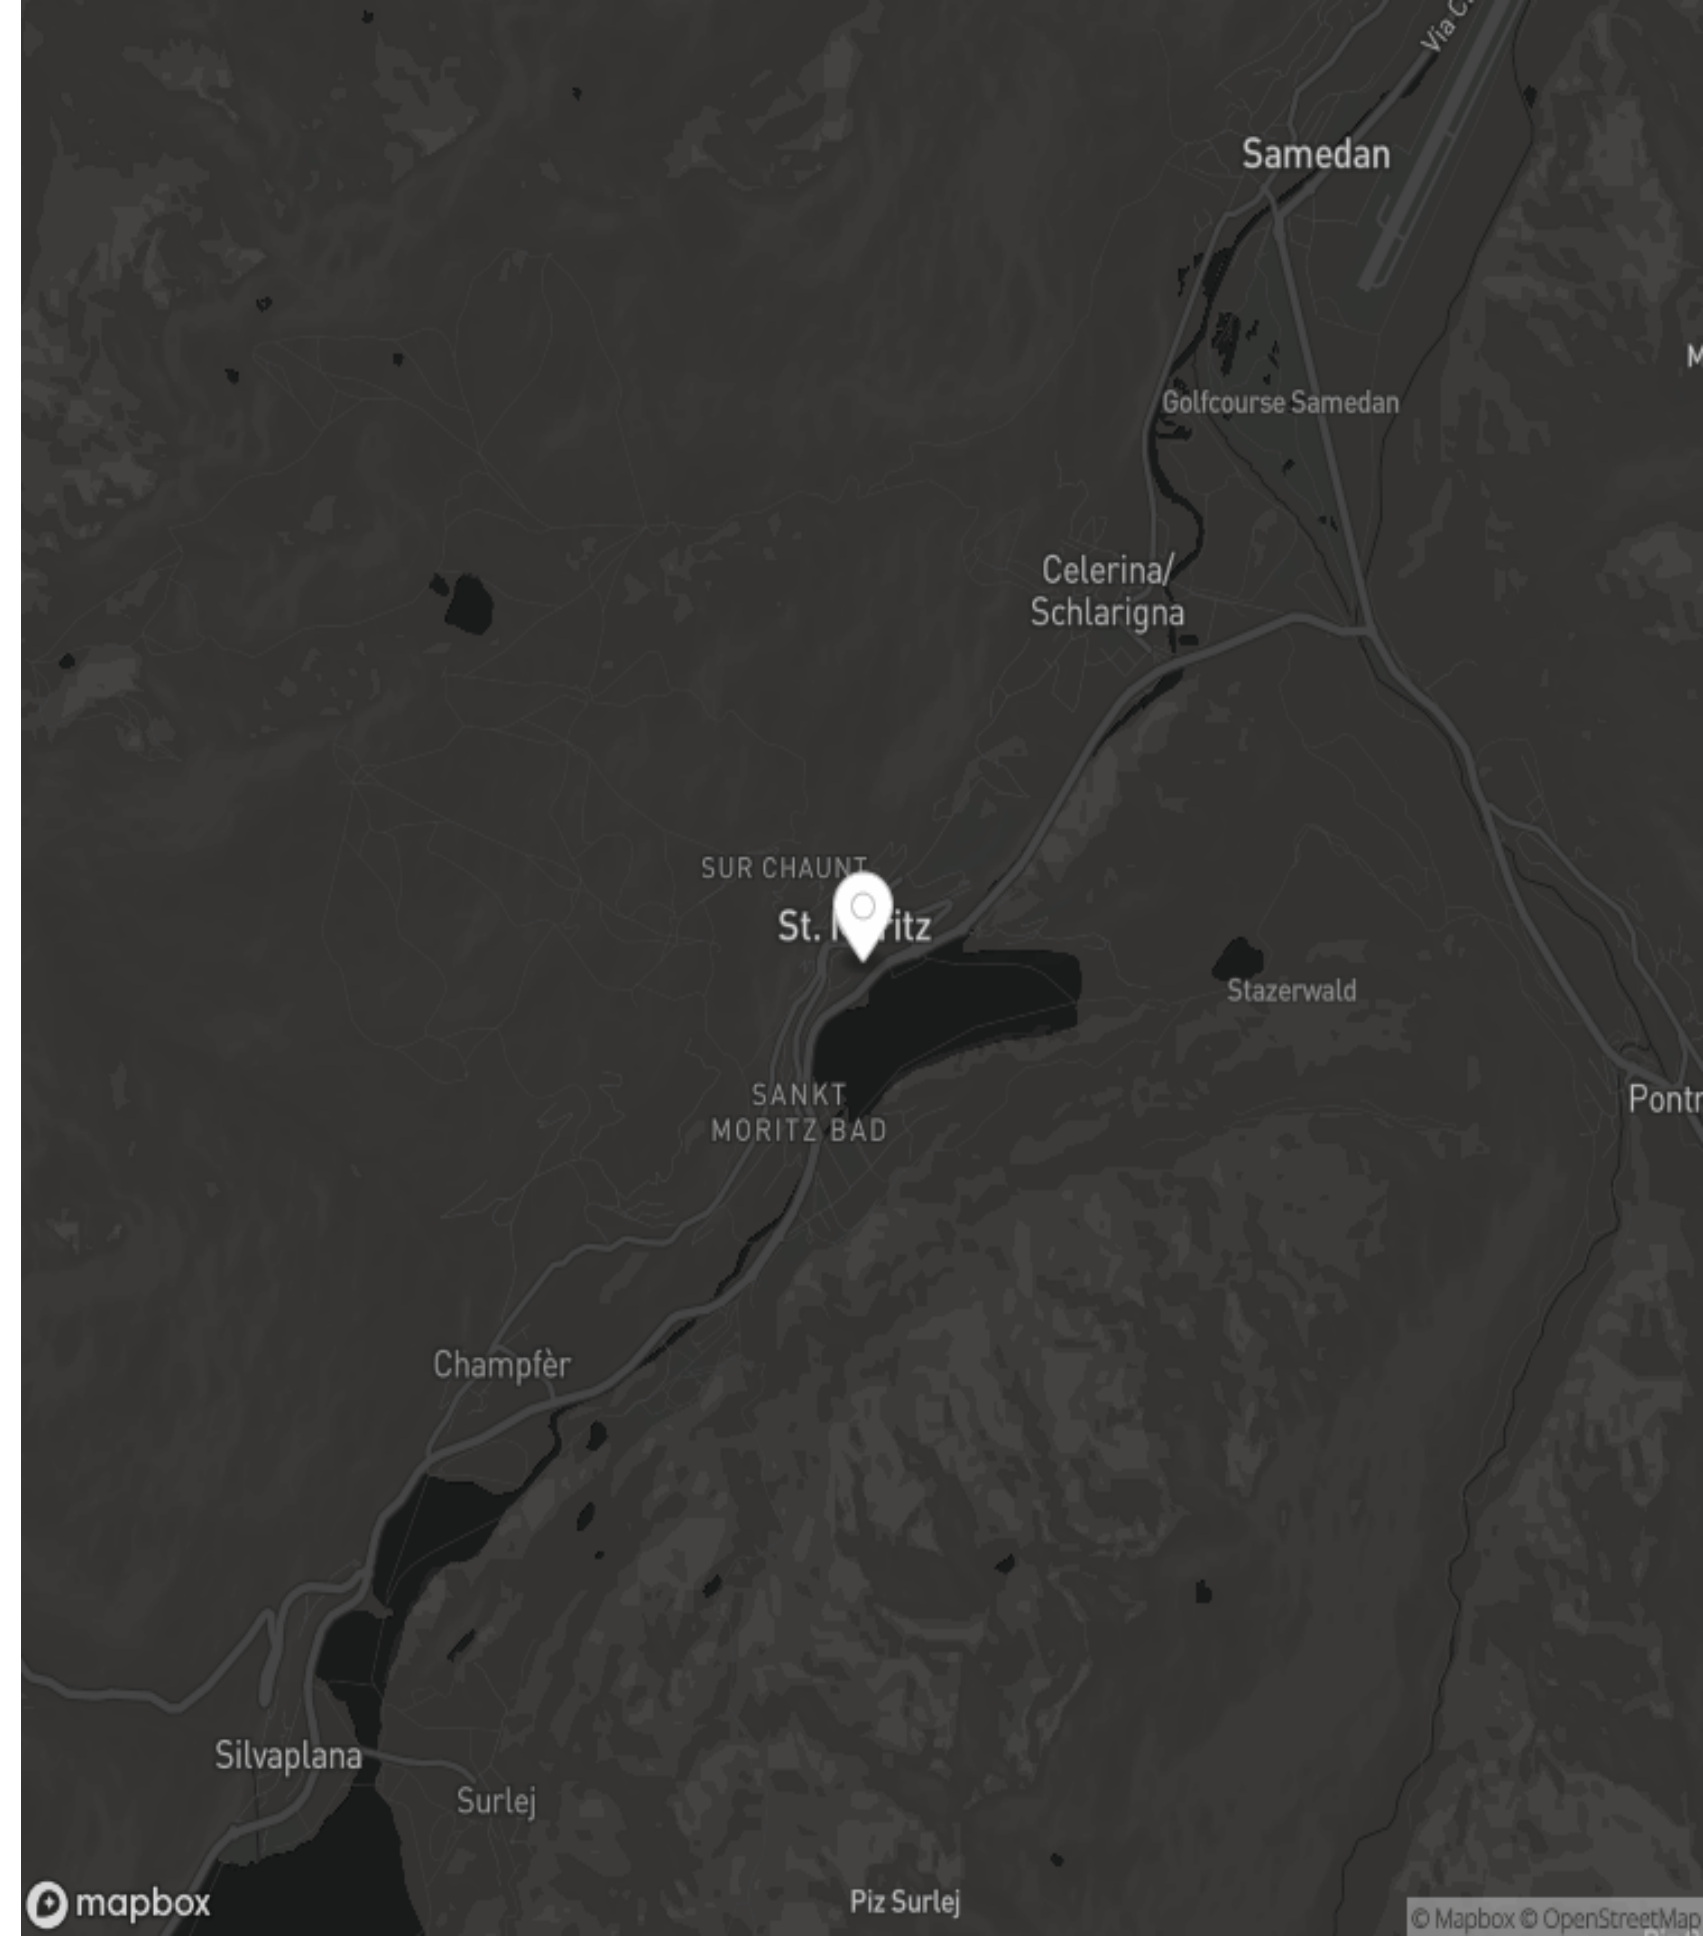 Via
Samedan
Golfcourse Samedan
Celerina/
Schlarigna
SUR CHAUNT
St.
SANKT
MORITZ BAD
Stazerwald
Champfèr
Silvaplana
Surlej
mapbox
Piz Surlej
© Mapbox © OpenStreetMap